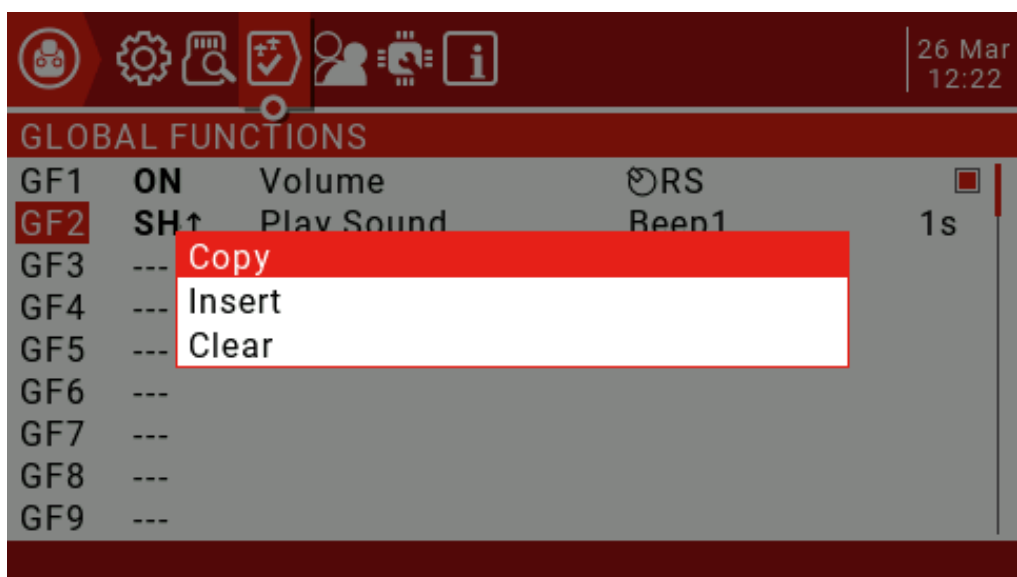 26 Mar
12:22
GLOBAL FUNCTIONS
GF1 ON Volume RS
GF2 SH↑ Play Sound Beep1 1s
GF3 ---
Copy
GF4 ---
Insert
GF5 ---
Clear
GF6 ---
GF7 ---
GF8 ---
GF9 ---